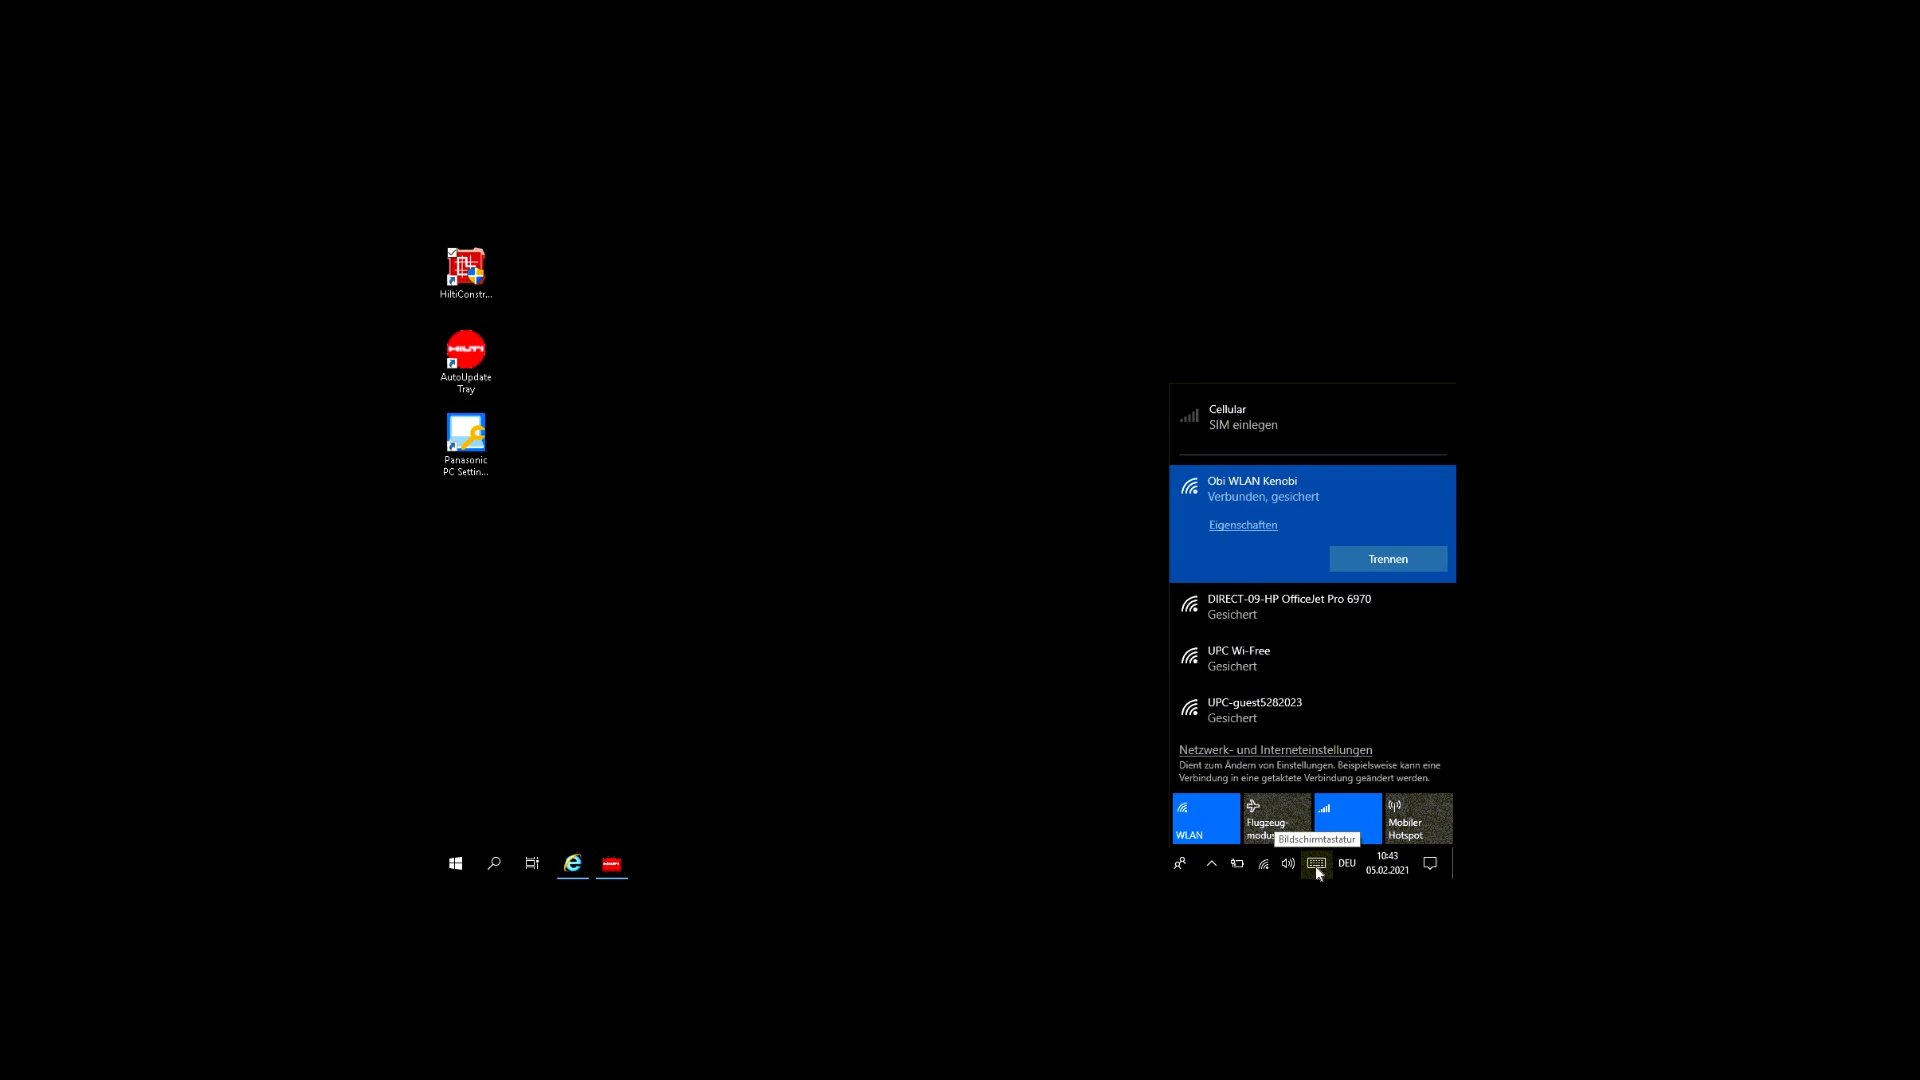 HiltiConstr...
HILTI
AutoUpdate
Tray
Panasonic
PC Settin...
Cellular
SIM einlegen
Obi WLAN Kenobi
Verbunden, gesichert
Eigenschaften
Trennen
DIRECT-09-HP OfficeJet Pro 6970
Gesichert
UPC Wi-Free
Gesichert
UPC-guest5282023
Gesichert
Netzwerk- und Interneteinstellungen
Dient zum Ändern von Einstellungen. Beispielsweise kann eine
Verbindung in eine getaktete Verbindung geändert werden.
WLAN
Flugzeug-
modus
Mobiler
Hotspot
Bildschirmtastatur
HILTI
DEU
10:43
05.02.2021